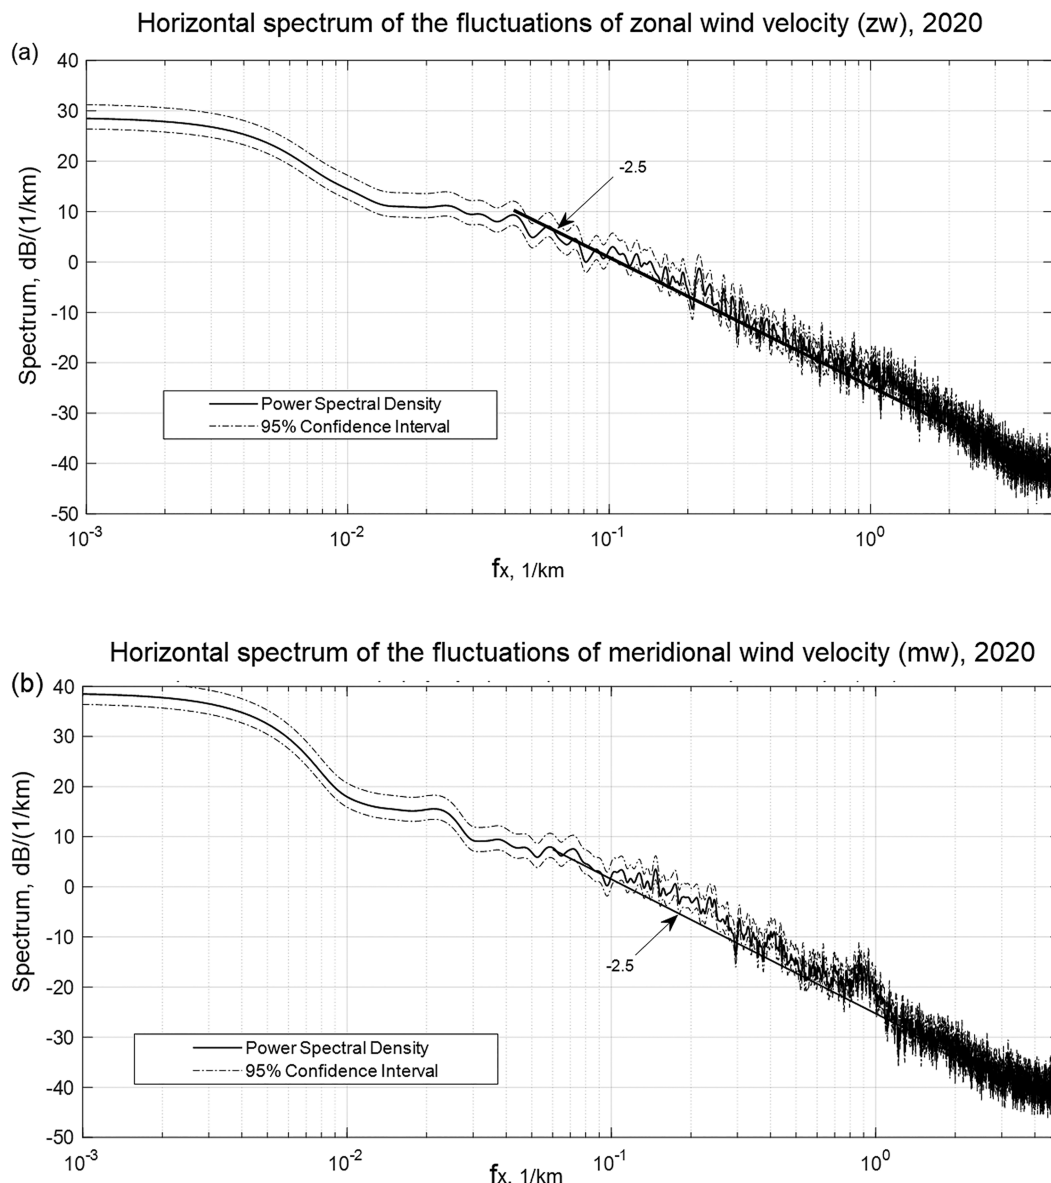 Horizontal spectrum of the fluctuations of zonal wind velocity (zw), 2020
(a)
40
30
20
10
0
-10
-20
-30
-40
-50
Spectrum, dB/(1/km)
-2.5
Power Spectral Density
95% Confidence Interval
10-3 10-2 10-1 100
fx, 1/km
Horizontal spectrum of the fluctuations of meridional wind velocity (mw), 2020
(b)
40
30
20
10
0
-10
-20
-30
-40
-50
Spectrum, dB/(1/km)
-2.5
Power Spectral Density
95% Confidence Interval
10-3 10-2 10-1 100
fx, 1/km